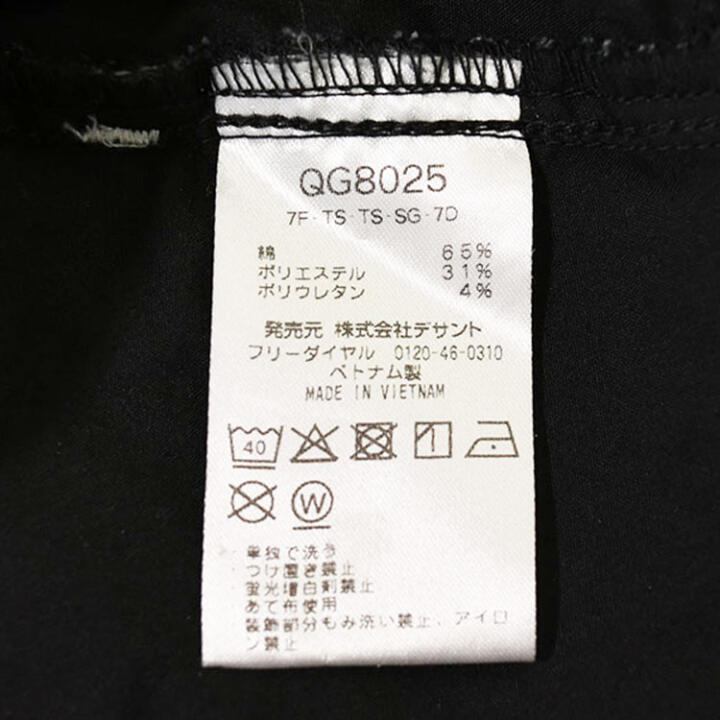 QG8025
7F-TS-TS-SG-7D
綿 65%
ポリエステル 31%
ポリウレタン 4%
発売元 株式会社デサント
フリーダイヤル 0120-46-0310
ベトナム製
MADE IN VIETNAM
40
W
・単独で洗う
・つけ置き禁止
・蛍光増白剤禁止
・あて布使用
・装飾部分もみ洗い禁止、アイロ
ン禁止